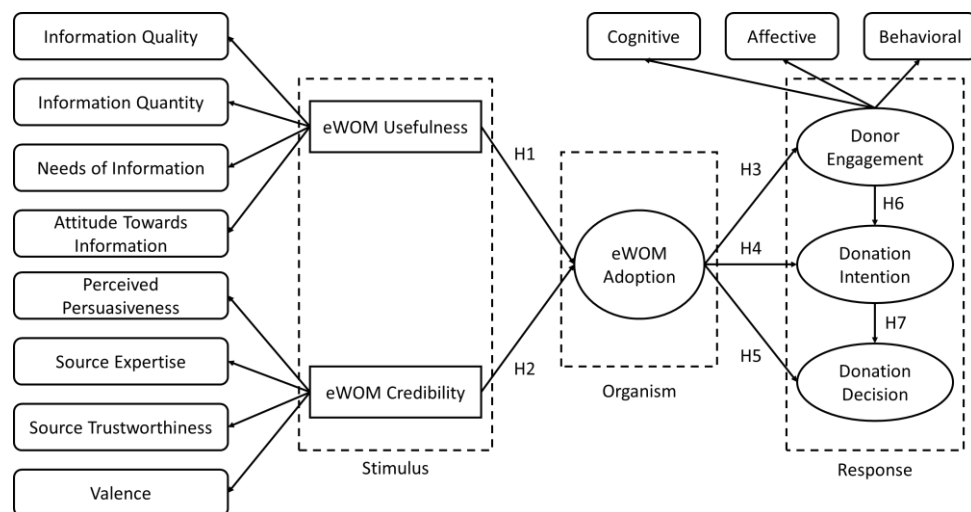 Information Quality
Information Quantity
Needs of Information
Attitude Towards
Information
Perceived
Persuasiveness
Source Expertise
Source Trustworthiness
Valence
eWOM Usefulness
eWOM Credibility
Stimulus
H1
H2
eWOM
Adoption
Organism
H3
H4
H5
Cognitive
Affective
Behavioral
Donor
Engagement
H6
Donation
Intention
H7
Donation
Decision
Response